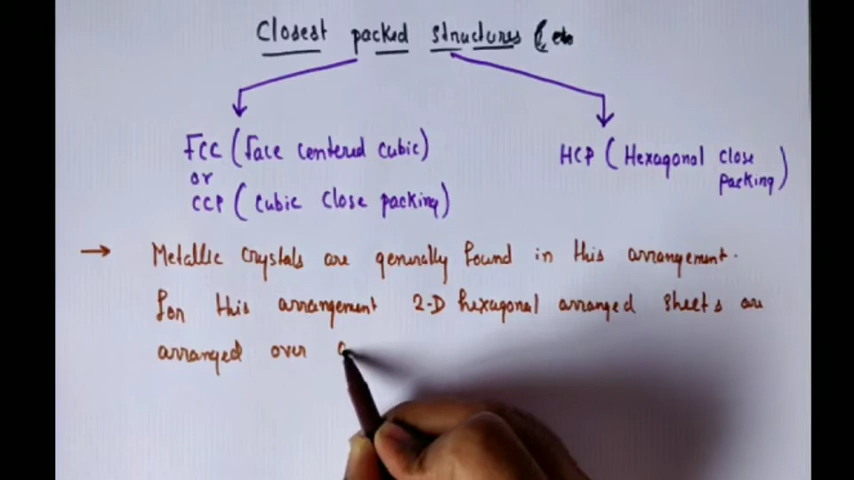 Closest packed structures
FCC (face centered cubic)
or
CCP (cubic close packing)
HCP (Hexagonal close
packing)
→ Metallic crystals are generally found in this arrangement.
for this arrangement 2-D hexagonal arranged sheets are
arranged over